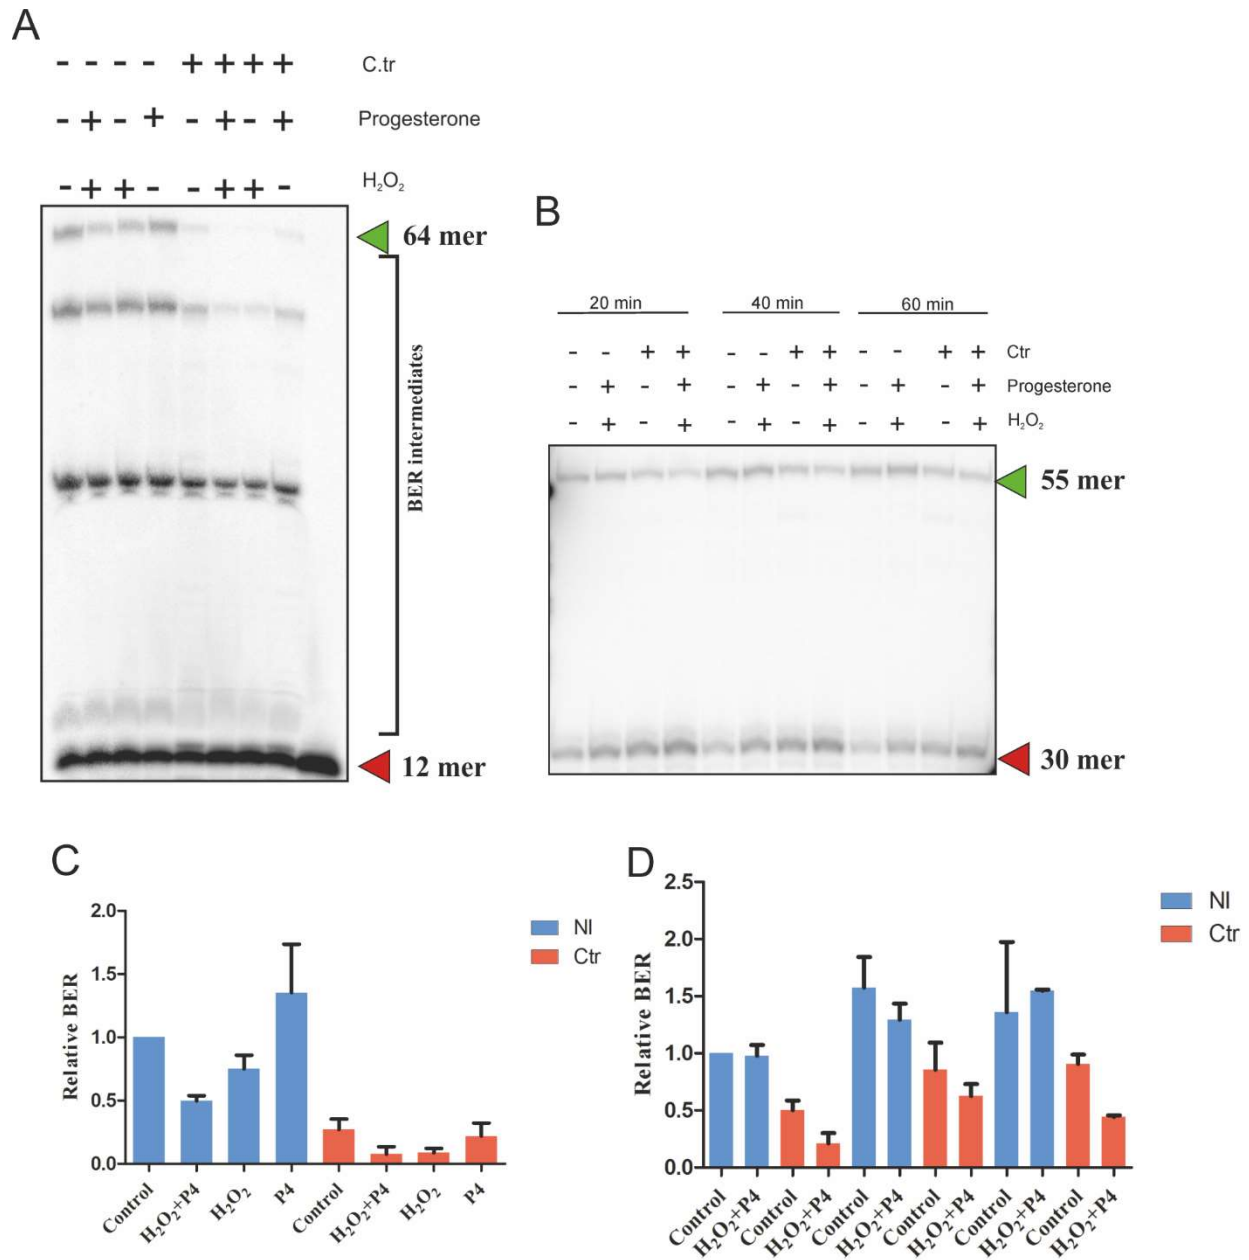 A
- - - - + + + + C.tr
- + - + - + - + Progesterone
- + + - - + + - H₂O₂
64 mer
BER intermediates
12 mer
B
20 min 40 min 60 min
- - + + - - + + - - + + Ctr
- + - + - + - + - + - + Progesterone
- + - + - + - + - + - + H₂O₂
55 mer
30 mer
C
Relative BER
2.0
1.5
1.0
0.5
0.0
Control H₂O₂+P4 H₂O₂ P4 Control H₂O₂+P4 H₂O₂ P4
NI
Ctr
D
Relative BER
2.5
2.0
1.5
1.0
0.5
0.0
Control H₂O₂+P4 Control H₂O₂+P4 Control H₂O₂+P4 Control H₂O₂+P4 Control H₂O₂+P4 Control H₂O₂+P4
NI
Ctr